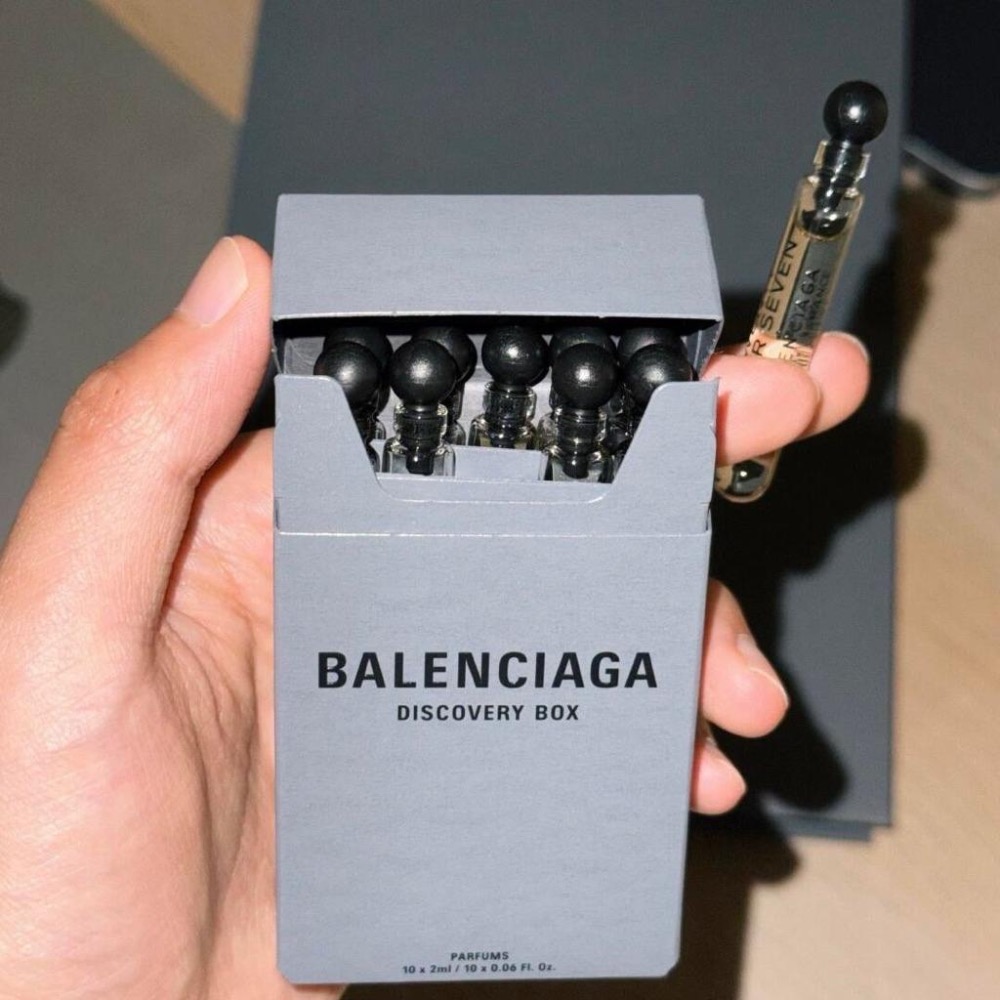 BALENCIAGA
DISCOVERY BOX
PARFUMS
10 x 2ml / 10 x 0.06 Fl. Oz.
SEVEN